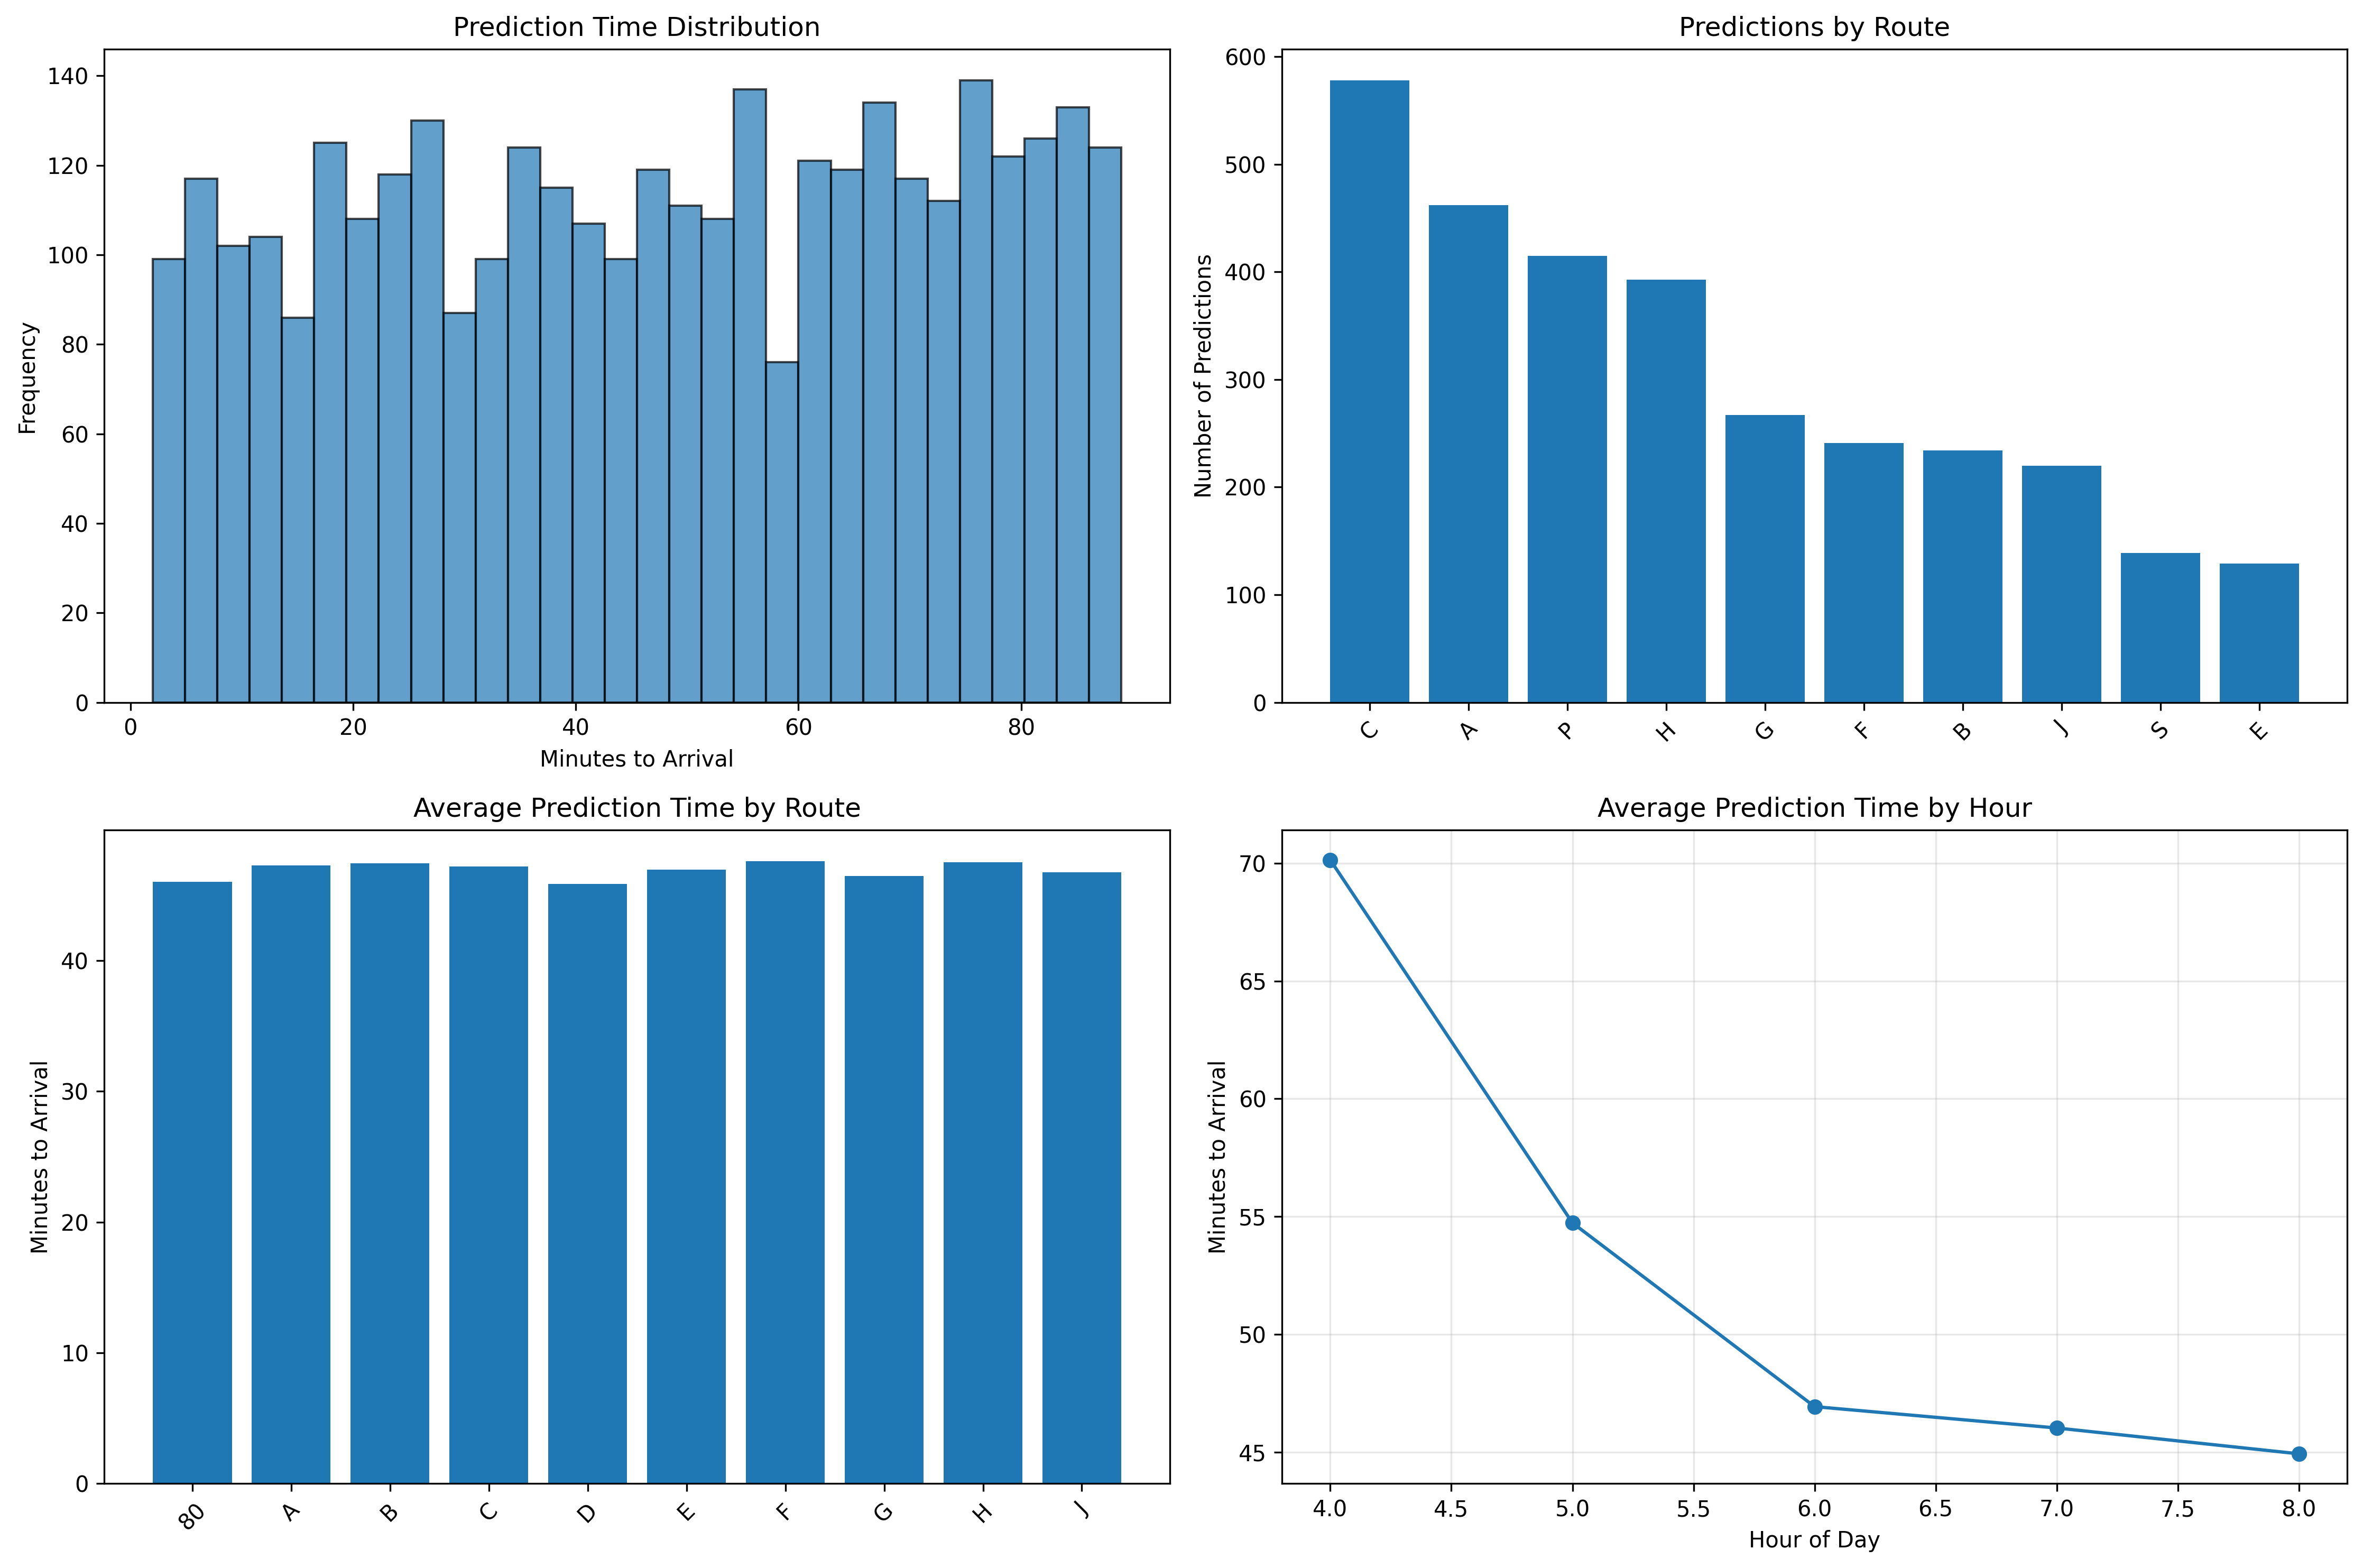 Prediction Time Distribution
Frequency
140
120
100
80
60
40
20
0
0 20 40 60 80
Minutes to Arrival
Predictions by Route
Number of Predictions
600
500
400
300
200
100
0
C A P H G F B J S E
Average Prediction Time by Route
Minutes to Arrival
40
30
20
10
0
80 A B C D E F G H J
Average Prediction Time by Hour
Minutes to Arrival
70
65
60
55
50
45
4.0 4.5 5.0 5.5 6.0 6.5 7.0 7.5 8.0
Hour of Day